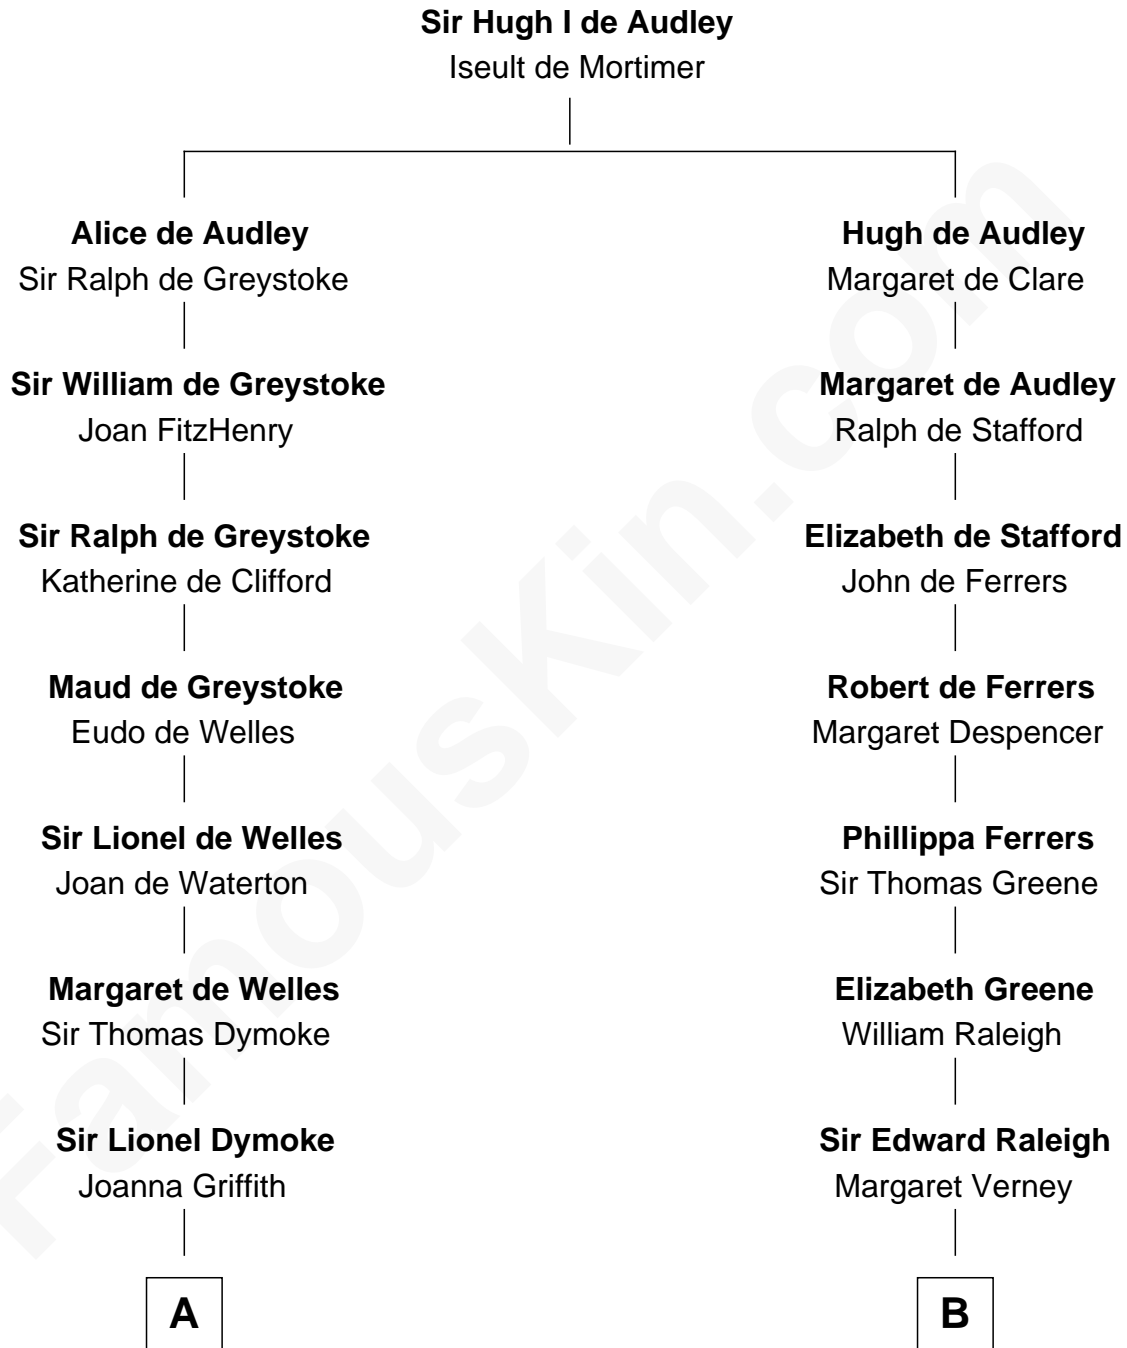 Sir Hugh I de Audley
Iseult de Mortimer
Alice de Audley
Sir Ralph de Greystoke
Hugh de Audley
Margaret de Clare
Sir William de Greystoke
Joan FitzHenry
Margaret de Audley
Ralph de Stafford
Sir Ralph de Greystoke
Katherine de Clifford
Elizabeth de Stafford
John de Ferrers
Maud de Greystoke
Eudo de Welles
Robert de Ferrers
Margaret Despencer
Sir Lionel de Welles
Joan de Waterton
Phillippa Ferrers
Sir Thomas Greene
Margaret de Welles
Sir Thomas Dymoke
Elizabeth Greene
William Raleigh
Sir Lionel Dymoke
Joanna Griffith
Sir Edward Raleigh
Margaret Verney
A
B
FamousKin.com